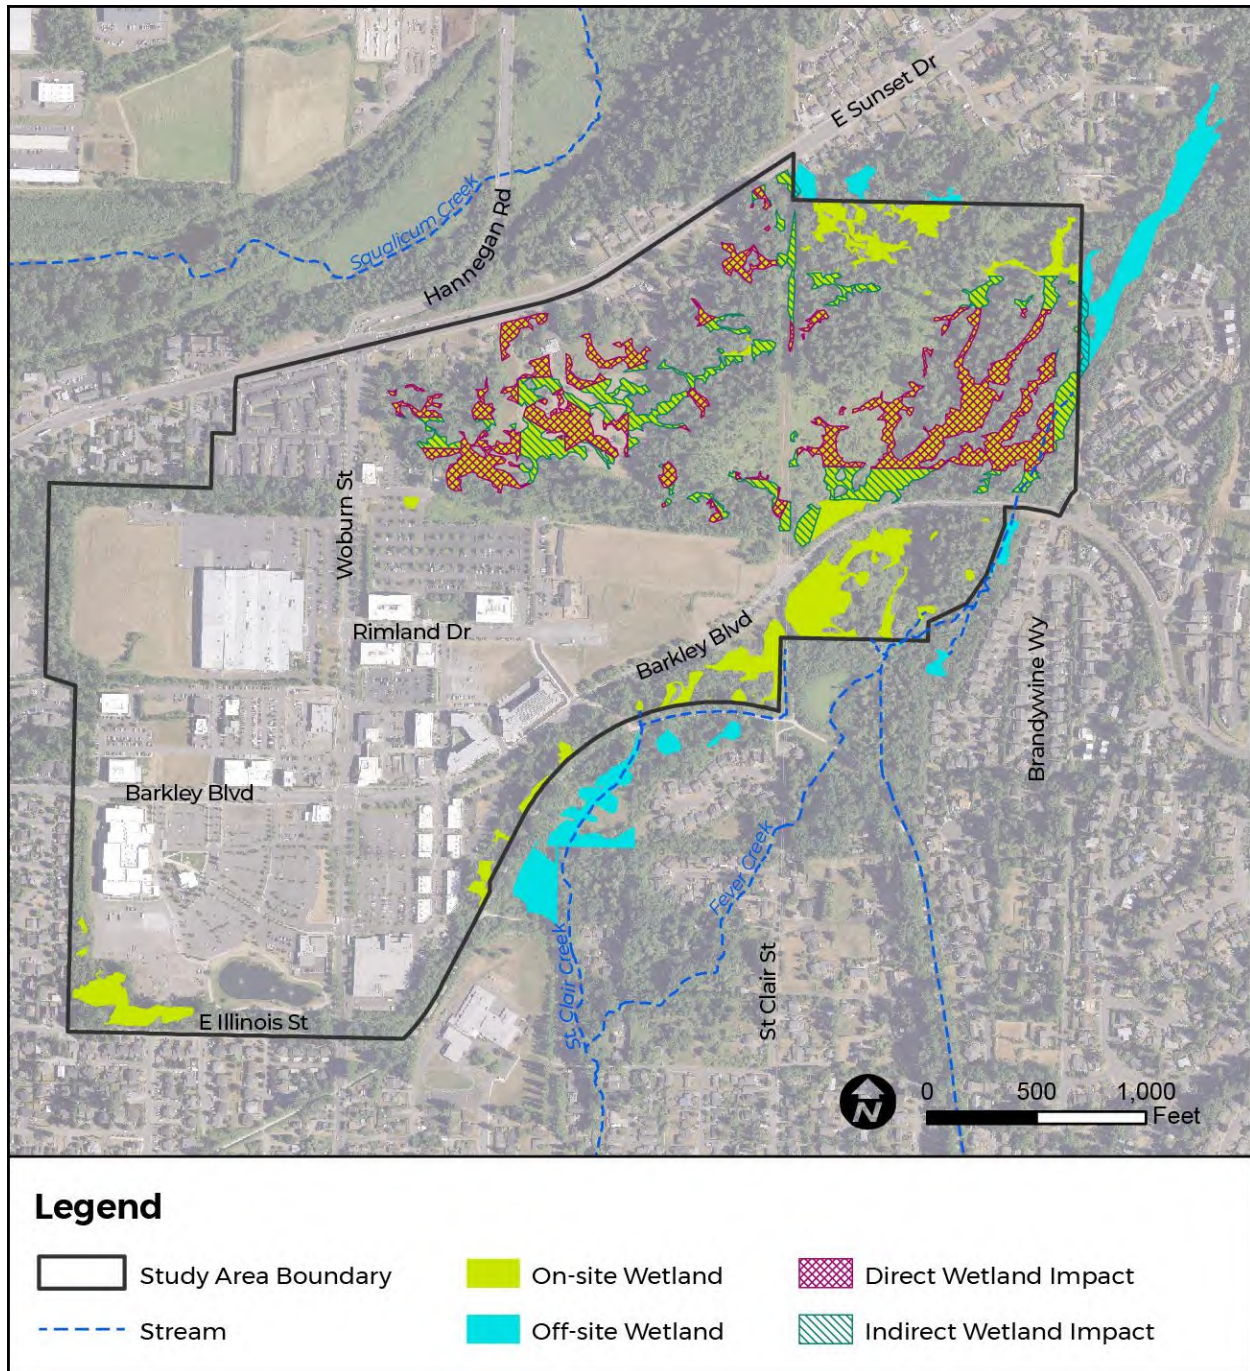 E Sunset Dr
Squalicum Creek
Hannegan Rd
Woburn St
Rimland Dr
Barkley Blvd
Brandywine Wy
Barkley Blvd
Fever Creek
St Clair Creek
St Clair St
E Illinois St
N
0 500 1,000
Feet
Legend
Study Area Boundary
On-site Wetland
Direct Wetland Impact
Stream
Off-site Wetland
Indirect Wetland Impact